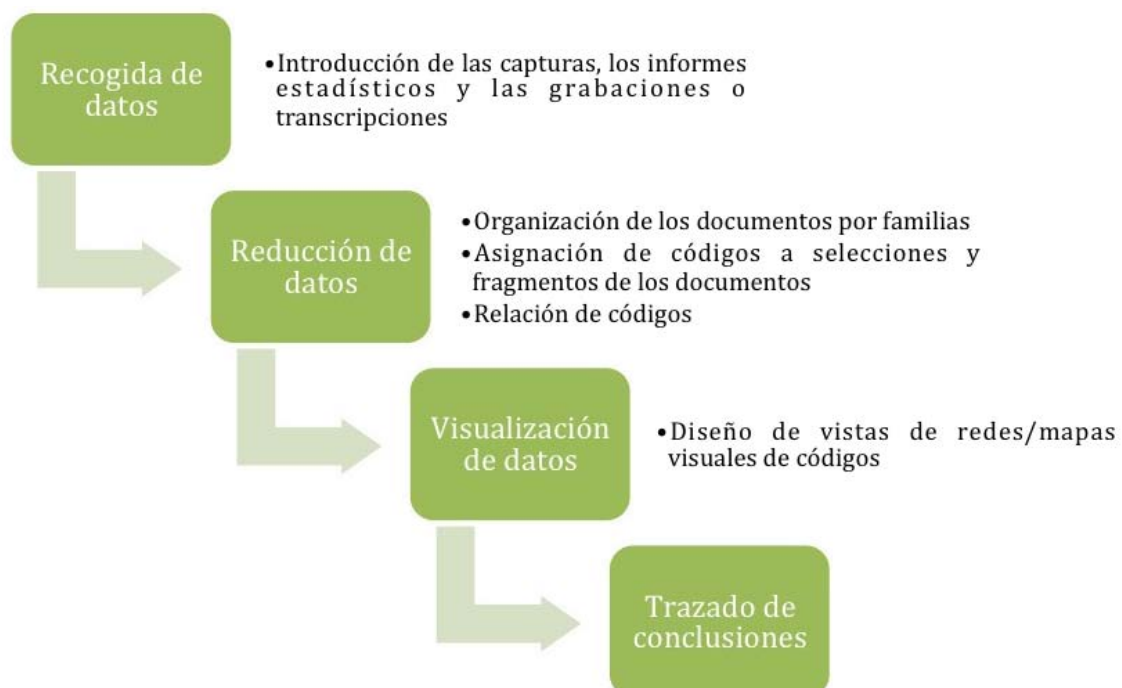 Recogida de
datos
•Introducción de las capturas, los informes
estadísticos y las grabaciones o
transcripciones
Reducción de
datos
•Organización de los documentos por familias
•Asignación de códigos a selecciones y
fragmentos de los documentos
•Relación de códigos
Visualización
de datos
•Diseño de vistas de redes/mapas
visuales de códigos
Trazado de
conclusiones